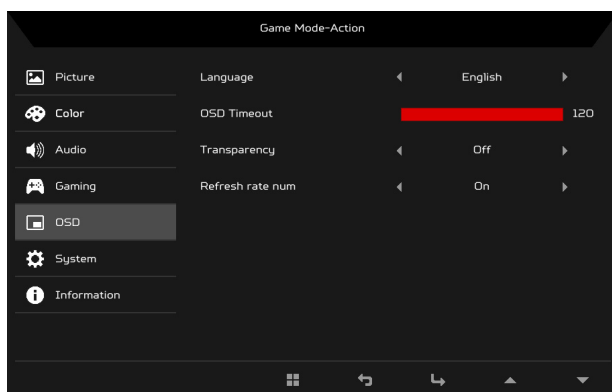 Game Mode-Action
Picture
Language
English
Color
OSD Timeout
120
Audio
Transparency
Off
Gaming
Refresh rate num
On
OSD
System
Information